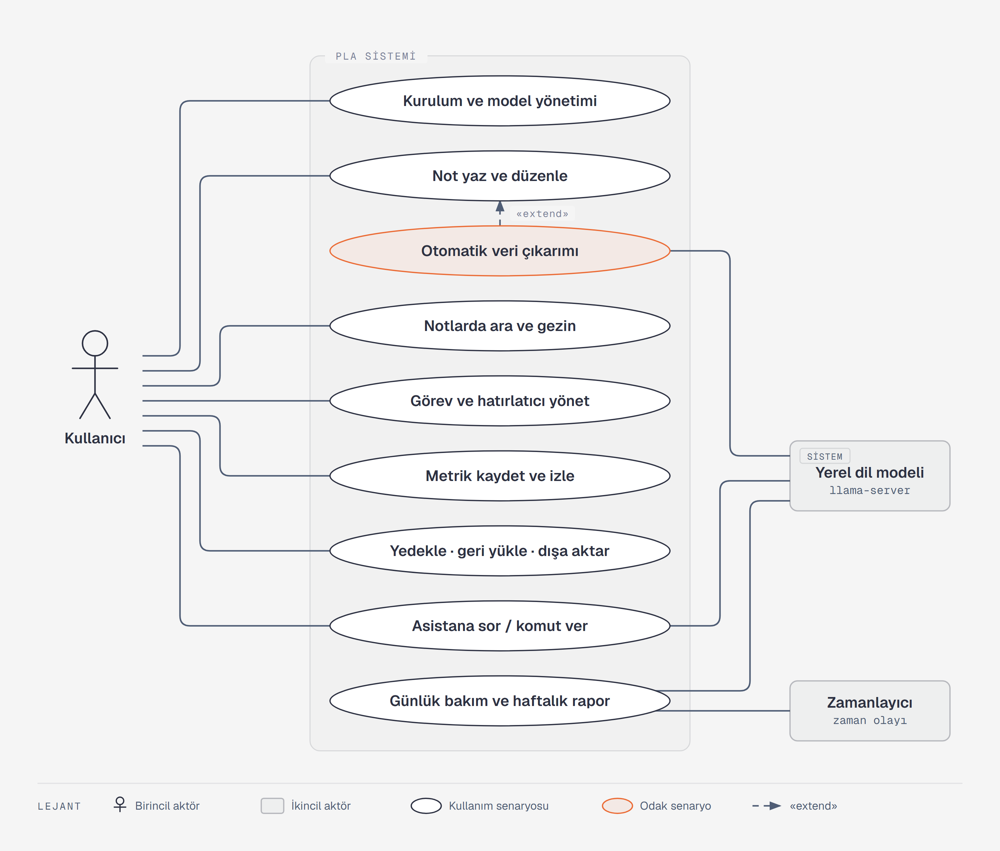 PLA SİSTEMİ
Kurulum ve model yönetimi
Not yaz ve düzenle
«extend»
Otomatik veri çıkarımı
Notlarda ara ve gezin
Görev ve hatırlatıcı yönet
Kullanıcı
Metrik kaydet ve izle
SİSTEM
Yerel dil modeli
llama-server
Yedekle · geri yükle · dışa aktar
Asistana sor / komut ver
Günlük bakım ve haftalık rapor
Zamanlayıcı
zaman olayı
LEJANT Birincil aktör İkincil aktör Kullanım senaryosu Odak senaryo «extend»